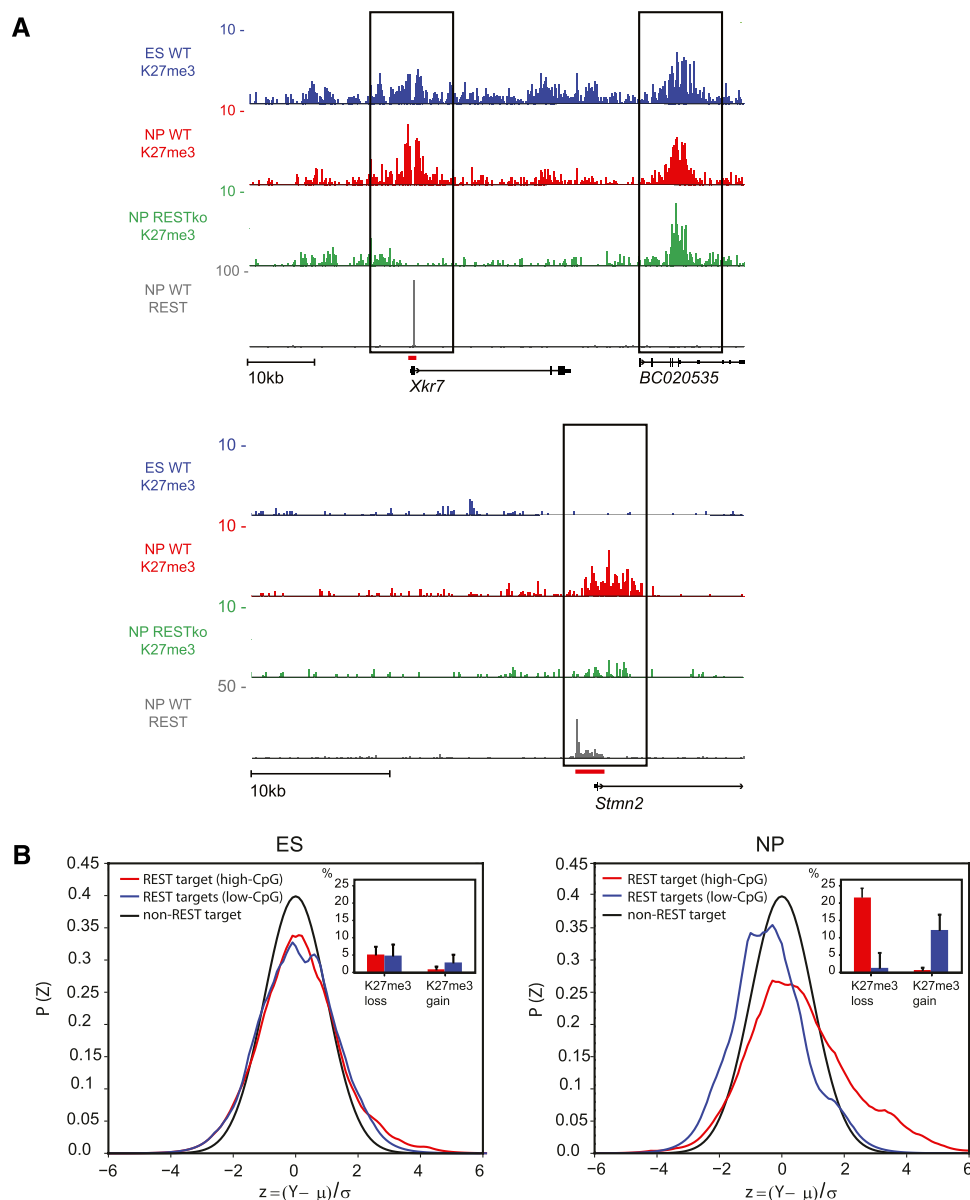 A
10 -
ES WT
K27me3
10 -
NP WT
K27me3
10 -
NP RESTko
K27me3
100 -
NP WT
REST
10kb
Xkr7
BC020535
10 -
ES WT
K27me3
10 -
NP WT
K27me3
10 -
NP RESTko
K27me3
50 -
NP WT
REST
10kb
Stmn2
B
ES
0.45
0.4
0.35
0.3
0.25
0.2
0.15
0.1
0.05
0.0
P (Z)
REST target (high-CpG)
REST targets (low-CpG)
non-REST target
%
25
20
15
10
5
0
K27me3
loss
K27me3
gain
−6 −4 −2 0 2 4 6
z=(Y− μ)/σ
NP
0.45
0.4
0.35
0.3
0.25
0.2
0.15
0.1
0.05
0.0
P(Z)
REST target (high-CpG)
REST targets (low-CpG)
non-REST target
%
25
20
15
10
5
0
K27me3
loss
K27me3
gain
−6 −4 −2 0 2 4 6
z=(Y− μ)/σ